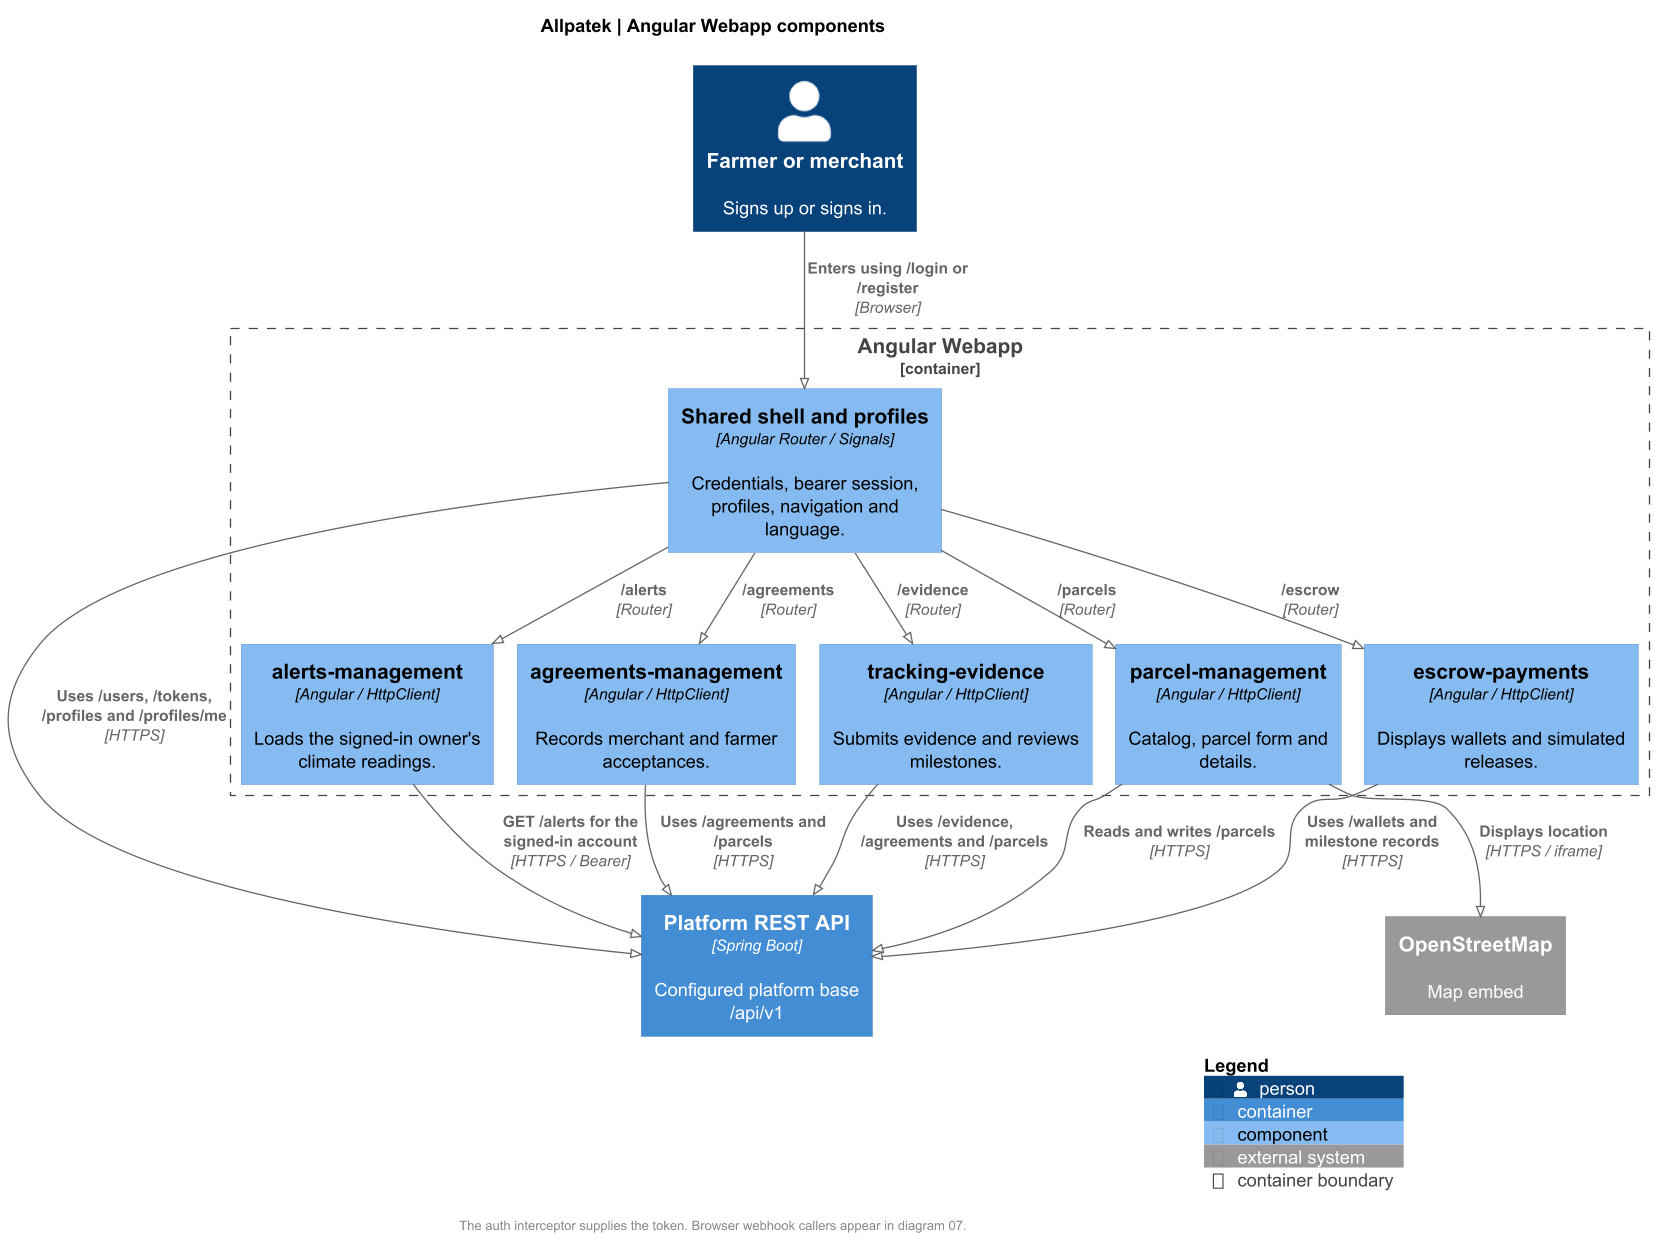 Allpatek | Angular Webapp components
Farmer or merchant
Signs up or signs in.
Enters using /login or
/register
[Browser]
Angular Webapp
[container]
Shared shell and profiles
[Angular Router / Signals]
Credentials, bearer session,
profiles, navigation and
language.
/alerts
[Router]
/agreements
[Router]
/evidence
[Router]
/parcels
[Router]
/escrow
[Router]
Uses /users, /tokens,
/profiles and /profiles/me
[HTTPS]
alerts-management
[Angular / HttpClient]
Loads the signed-in owner's
climate readings.
agreements-management
[Angular / HttpClient]
Records merchant and farmer
acceptances.
tracking-evidence
[Angular / HttpClient]
Submits evidence and reviews
milestones.
parcel-management
[Angular / HttpClient]
Catalog, parcel form and
details.
escrow-payments
[Angular / HttpClient]
Displays wallets and simulated
releases.
GET /alerts for the
signed-in account
[HTTPS / Bearer]
Uses /agreements and
/parcels
[HTTPS]
Uses /evidence,
/agreements and /parcels
[HTTPS]
Reads and writes /parcels
[HTTPS]
Uses /wallets and
milestone records
[HTTPS]
Displays location
[HTTPS / iframe]
Platform REST API
[Spring Boot]
Configured platform base
/api/v1
OpenStreetMap
Map embed
Legend
person
container
component
external system
container boundary
The auth interceptor supplies the token. Browser webhook callers appear in diagram 07.